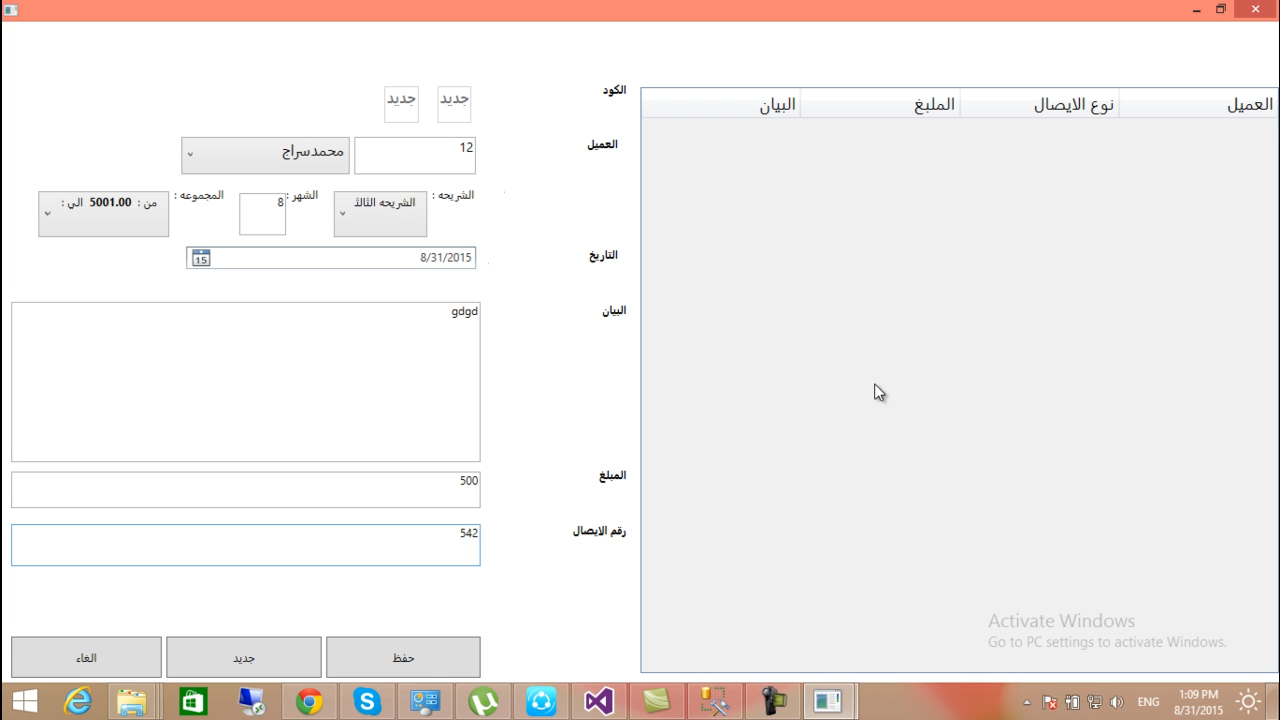 الكود
جديد
جديد
العميل
12
محمدسراج
الشريحه :
الشريحه الثالث
الشهر :
8
المجموعه :
من : 5001.00 الي :
التاريخ
8/31/2015
15
البيان
gdgd
المبلغ
500
رقم الايصال
542
حفظ
جديد
الغاء
العميل
نوع الايصال
الملبغ
البيان
Activate Windows
Go to PC settings to activate Windows.
ENG
1:09 PM
8/31/2015